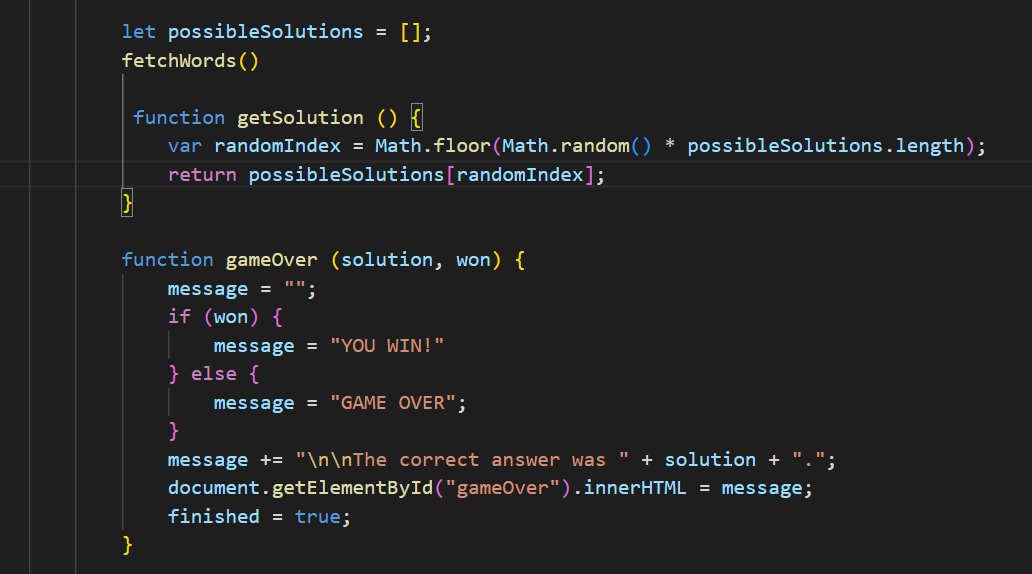 let possibleSolutions = [];
fetchWords()
function getSolution () {
var randomIndex = Math.floor(Math.random() * possibleSolutions.length);
return possibleSolutions[randomIndex];
}
function gameOver (solution, won) {
message = "";
if (won) {
message = "YOU WIN!"
} else {
message = "GAME OVER";
}
message += "\n\nThe correct answer was " + solution + ".";
document.getElementById("gameOver").innerHTML = message;
finished = true;
}